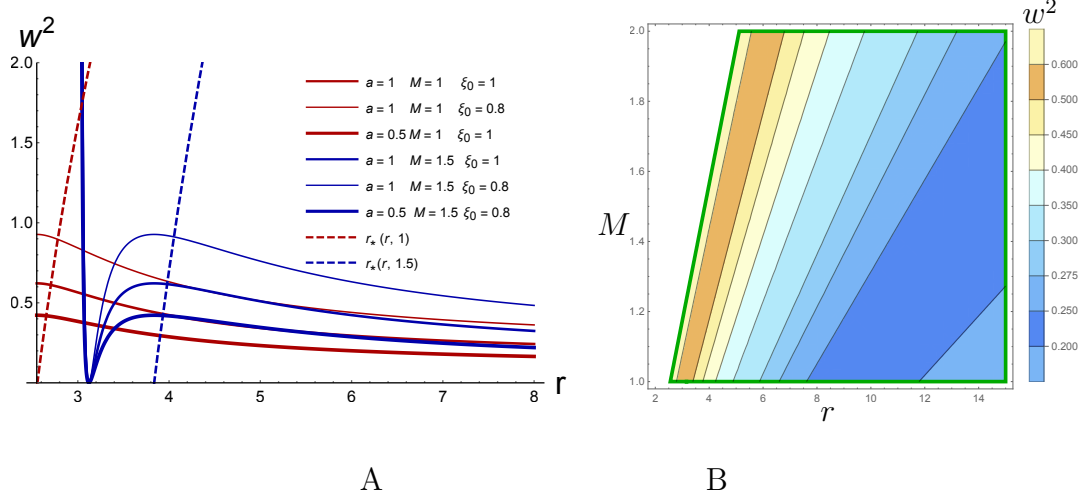 w²
2.0
1.5
1.0
0.5
3 4 5 6 7 8
r
a = 1 M = 1 ξ₀ = 1
a = 1 M = 1 ξ₀ = 0.8
a = 0.5 M = 1 ξ₀ = 1
a = 1 M = 1.5 ξ₀ = 1
a = 1 M = 1.5 ξ₀ = 0.8
a = 0.5 M = 1.5 ξ₀ = 0.8
r⋆ (r, 1)
r⋆(r, 1.5)
A
M
2.0
1.8
1.6
1.4
1.2
1.0
2 4 6 8 10 12 14
r
w²
0.600
0.500
0.450
0.400
0.350
0.300
0.275
0.250
0.200
B